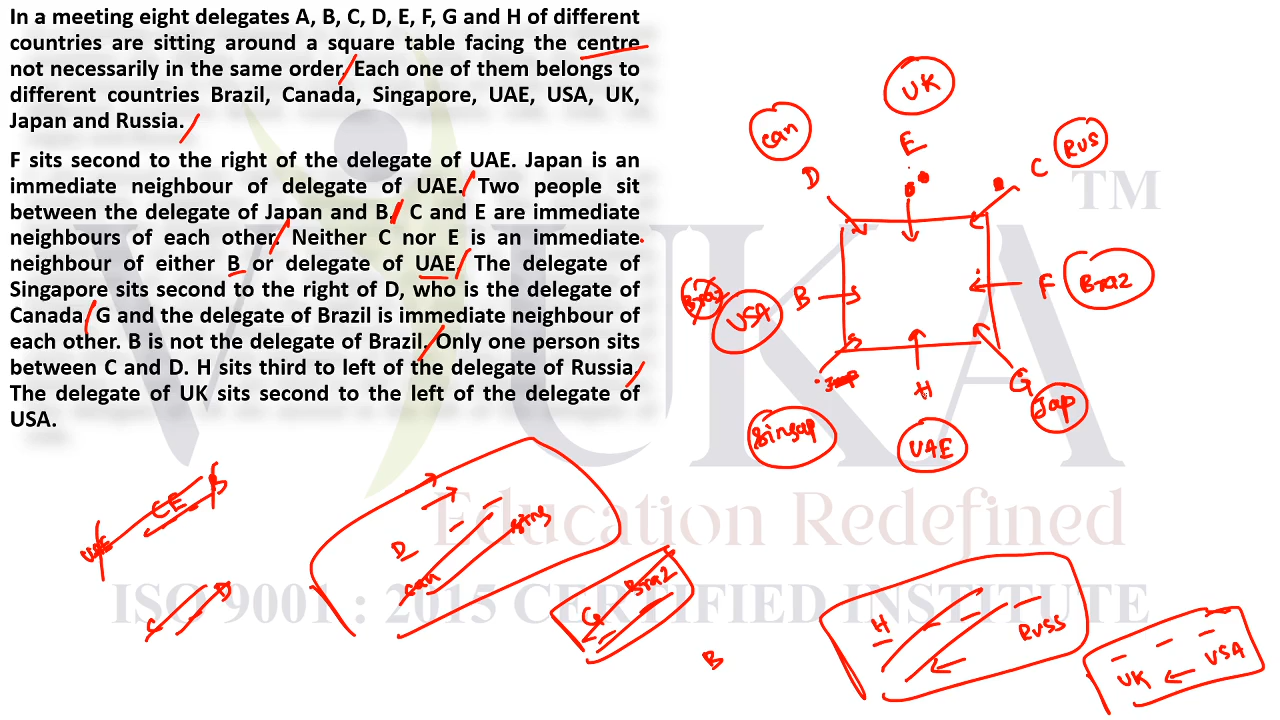 In a meeting eight delegates A, B, C, D, E, F, G and H of different
countries are sitting around a square table facing the centre
not necessarily in the same order. Each one of them belongs to
different countries Brazil, Canada, Singapore, UAE, USA, UK,
Japan and Russia.
F sits second to the right of the delegate of UAE. Japan is an
immediate neighbour of delegate of UAE. Two people sit
between the delegate of Japan and B. C and E are immediate
neighbours of each other. Neither C nor E is an immediate
neighbour of either B or delegate of UAE. The delegate of
Singapore sits second to the right of D, who is the delegate of
Canada. G and the delegate of Brazil is immediate neighbour of
each other. B is not the delegate of Brazil. Only one person sits
between C and D. H sits third to left of the delegate of Russia.
The delegate of UK sits second to the left of the delegate of
USA.
UK
Can
E
RUS
D
C
TM
B
F
Braz
Braz
USA
Jap
H
G
Jap
Singap
UAE
VUKA
Education Redefined
ISO 9001 : 2015 CERTIFIED INSTITUTE
UAE
CE
B
C
D
D
Can
Sing
G
Braz
B
H
RUSS
UK
USA